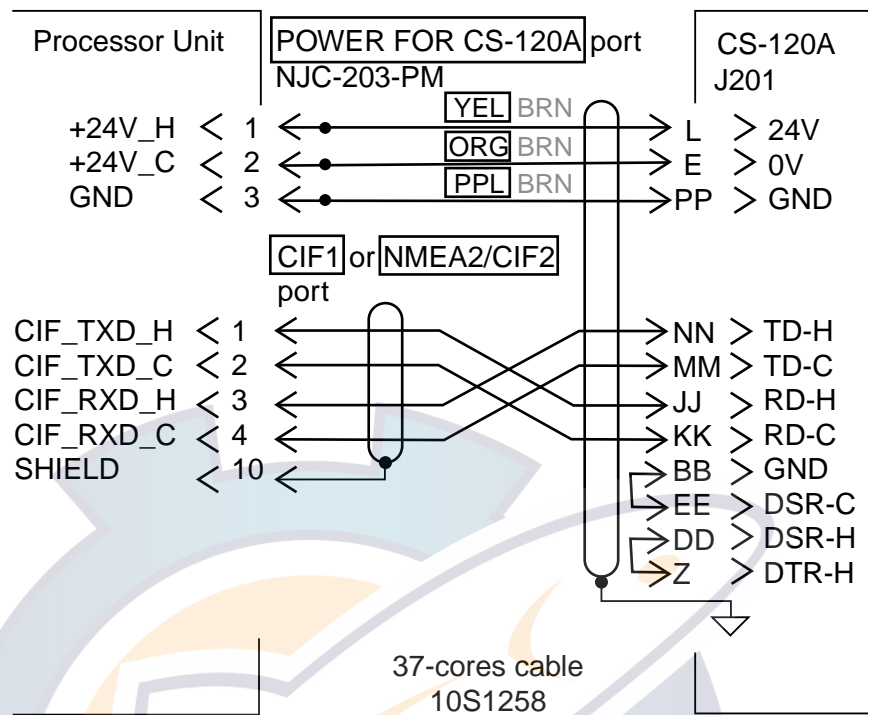 Processor Unit
POWER FOR CS-120A port
NJC-203-PM
CS-120A
J201
+24V_H 1 YEL BRN L 24V
+24V_C 2 ORG BRN E 0V
GND 3 PPL BRN PP GND
CIF1 or NMEA2/CIF2
port
CIF_TXD_H 1 NN TD-H
CIF_TXD_C 2 MM TD-C
CIF_RXD_H 3 JJ RD-H
CIF_RXD_C 4 KK RD-C
SHIELD 10 BB GND
EE DSR-C
DD DSR-H
Z DTR-H
37-cores cable
10S1258